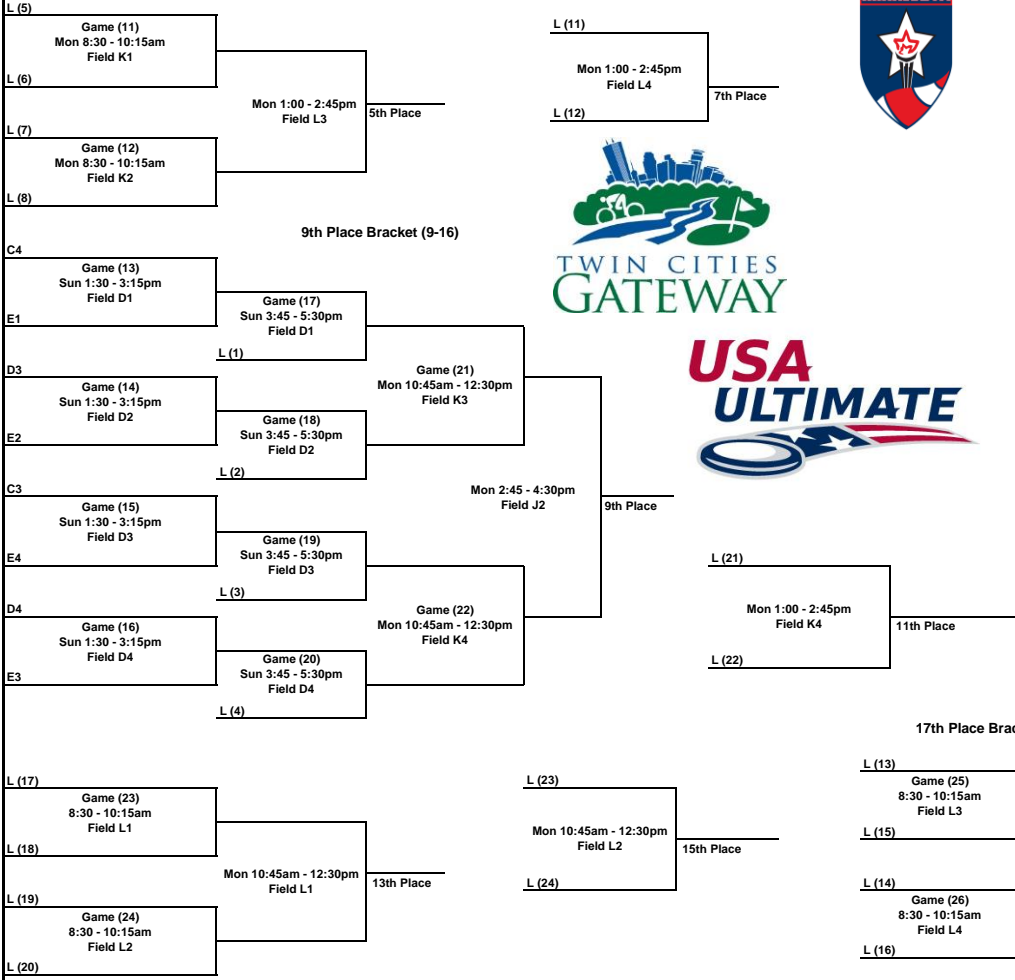 L (5)
Game (11)
Mon 8:30 - 10:15am
Field K1
L (6)
Mon 1:00 - 2:45pm
Field L3
5th Place
L (7)
Game (12)
Mon 8:30 - 10:15am
Field K2
L (8)
L (11)
Mon 1:00 - 2:45pm
Field L4
7th Place
L (12)
TWIN CITIES
GATEWAY
USA
ULTIMATE
9th Place Bracket (9-16)
C4
Game (13)
Sun 1:30 - 3:15pm
Field D1
E1
Game (17)
Sun 3:45 - 5:30pm
Field D1
L (1)
D3
Game (14)
Sun 1:30 - 3:15pm
Field D2
E2
Game (18)
Sun 3:45 - 5:30pm
Field D2
L (2)
Game (21)
Mon 10:45am - 12:30pm
Field K3
C3
Game (15)
Sun 1:30 - 3:15pm
Field D3
E4
Game (19)
Sun 3:45 - 5:30pm
Field D3
L (3)
D4
Game (16)
Sun 1:30 - 3:15pm
Field D4
E3
Game (20)
Sun 3:45 - 5:30pm
Field D4
L (4)
Game (22)
Mon 10:45am - 12:30pm
Field K4
Mon 2:45 - 4:30pm
Field J2
9th Place
L (21)
Mon 1:00 - 2:45pm
Field K4
11th Place
L (22)
L (17)
Game (23)
8:30 - 10:15am
Field L1
L (18)
Mon 10:45am - 12:30pm
Field L1
13th Place
L (19)
Game (24)
8:30 - 10:15am
Field L2
L (20)
L (23)
Mon 10:45am - 12:30pm
Field L2
15th Place
L (24)
17th Place Brac
L (13)
Game (25)
8:30 - 10:15am
Field L3
L (15)
L (14)
Game (26)
8:30 - 10:15am
Field L4
L (16)